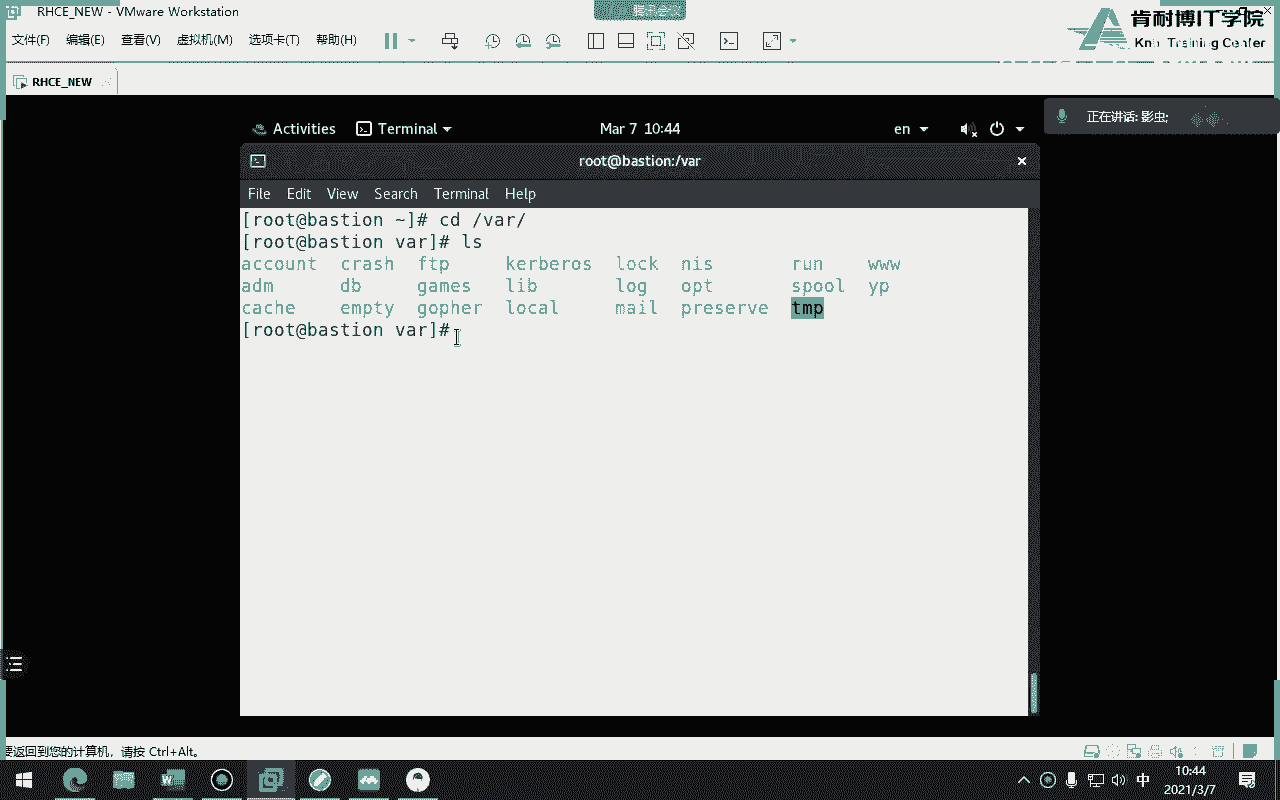 RHCE_NEW - VMware Workstation
腾讯会议
肯耐博IT学院
Training Center
文件(F) 编辑(E) 查看(V) 虚拟机(M) 选项卡(T) 帮助(H)
RHCE_NEW
正在讲话: 影虫;
Activities Terminal Mar 7 10:44 en
root@bastion:/var
File Edit View Search Terminal Help
[root@bastion ~]# cd /var/
[root@bastion var]# ls
account crash ftp kerberos lock nis run www
adm db games lib log opt spool yp
cache empty gopher local mail preserve tmp
[root@bastion var]#
要返回到您的计算机，请按 Ctrl+Alt。
中
10:44
2021/3/7